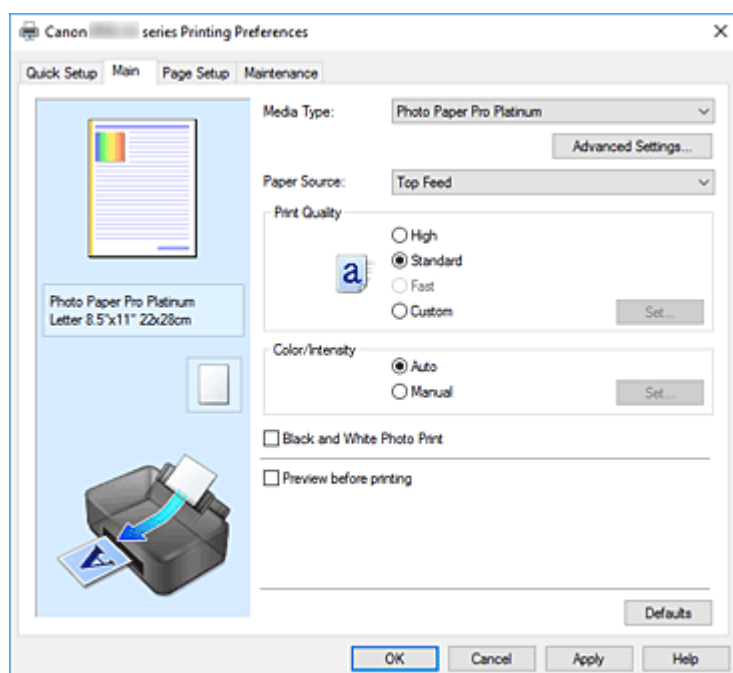 Canon series Printing Preferences
Quick Setup Main Page Setup Maintenance
Media Type: Photo Paper Pro Platinum
Advanced Settings...
Paper Source: Top Feed
Print Quality
High
a Standard
Fast
Custom Set...
Photo Paper Pro Platinum
Letter 8.5"x11" 22x28cm
Color/Intensity
Auto
Manual Set...
Black and White Photo Print
Preview before printing
A
Defaults
OK Cancel Apply Help